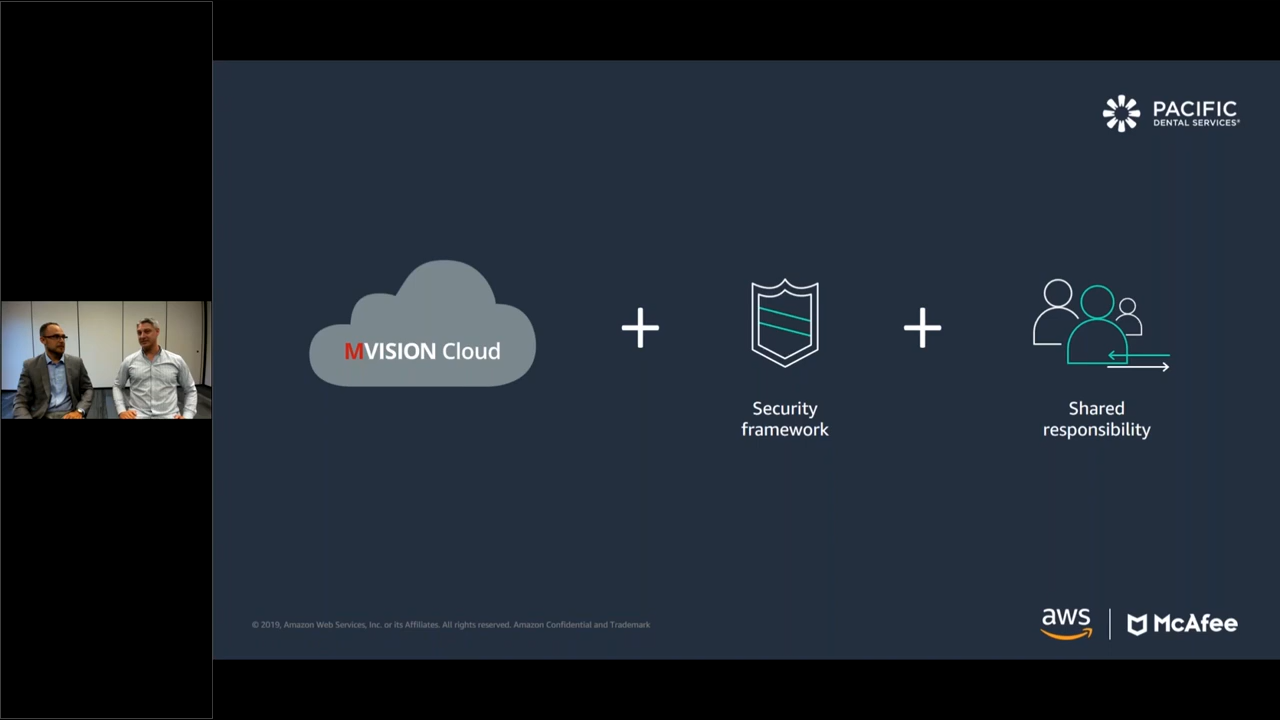 PACIFIC
DENTAL SERVICES®
MVISION Cloud
Security
framework
Shared
responsibility
© 2019, Amazon Web Services, Inc. or its Affiliates. All rights reserved. Amazon Confidential and Trademark
aws
McAfee